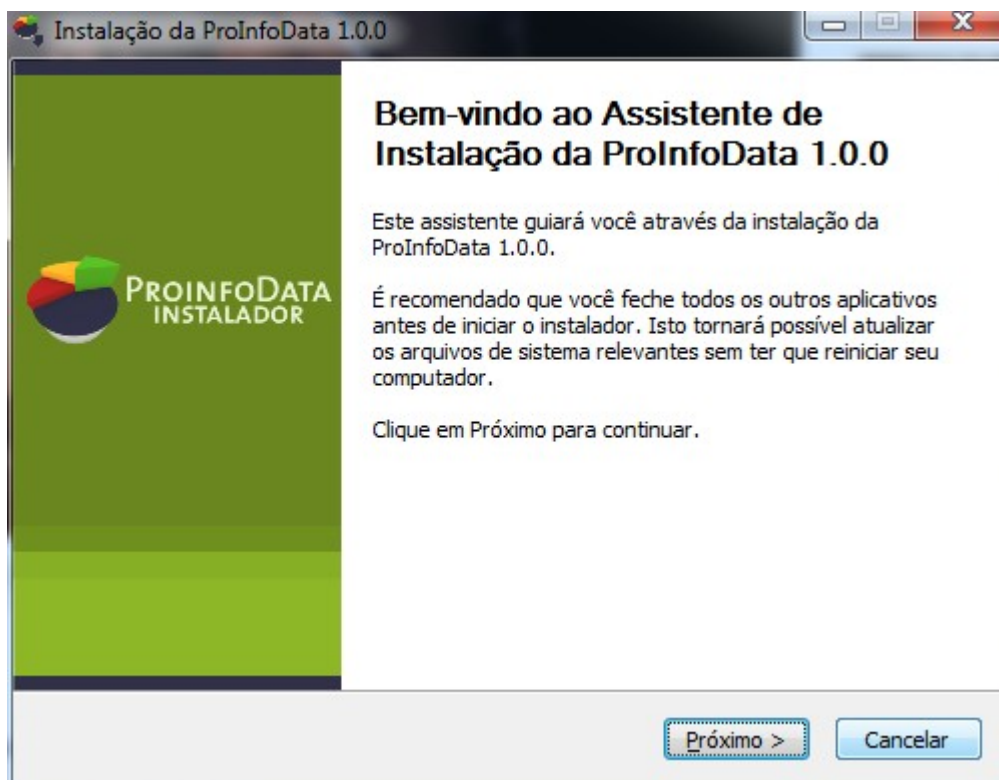 Instalação da ProInfoData 1.0.0
Bem-vindo ao Assistente de
Instalação da ProInfoData 1.0.0
Este assistente guiará você através da instalação da
ProInfoData 1.0.0.
É recomendado que você feche todos os outros aplicativos
antes de iniciar o instalador. Isto tornará possível atualizar
os arquivos de sistema relevantes sem ter que reiniciar seu
computador.
Clique em Próximo para continuar.
PROINFODATA
INSTALADOR
Próximo >
Cancelar